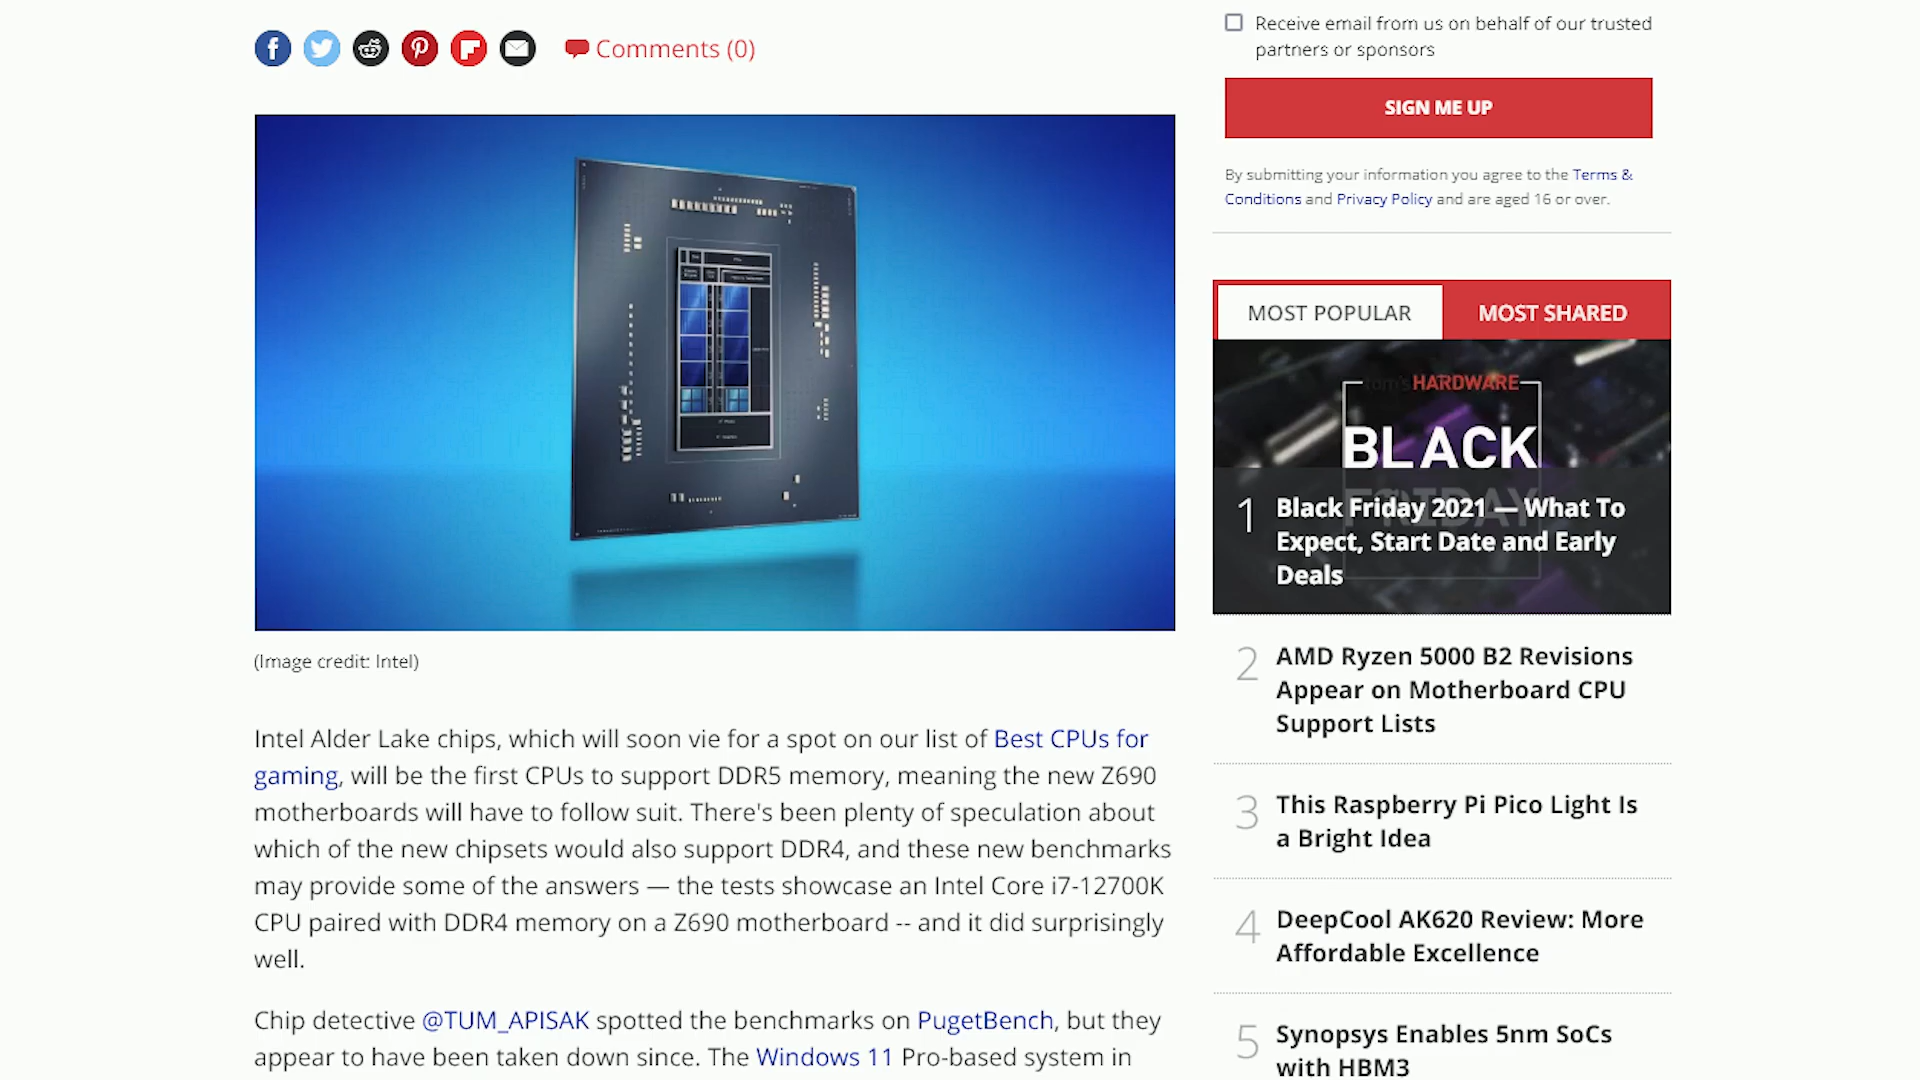 Comments (0)
Intel Alder Lake chips, which will soon vie for a spot on our list of Best CPUs for
gaming, will be the first CPUs to support DDR5 memory, meaning the new Z690
motherboards will have to follow suit. There's been plenty of speculation about
which of the new chipsets would also support DDR4, and these new benchmarks
may provide some of the answers — the tests showcase an Intel Core i7-12700K
CPU paired with DDR4 memory on a Z690 motherboard -- and it did surprisingly
well.
Chip detective @TUM_APISAK spotted the benchmarks on PugetBench, but they
appear to have been taken down since. The Windows 11 Pro-based system in
(Image credit: Intel)
Receive email from us on behalf of our trusted
partners or sponsors
SIGN ME UP
By submitting your information you agree to the Terms &
Conditions and Privacy Policy and are aged 16 or over.
MOST POPULAR
MOST SHARED
tom's HARDWARE
BLACK
FRIDAY
1
Black Friday 2021 — What To
Expect, Start Date and Early
Deals
2
AMD Ryzen 5000 B2 Revisions
Appear on Motherboard CPU
Support Lists
3
This Raspberry Pi Pico Light Is
a Bright Idea
4
DeepCool AK620 Review: More
Affordable Excellence
5
Synopsys Enables 5nm SoCs
with HBM3